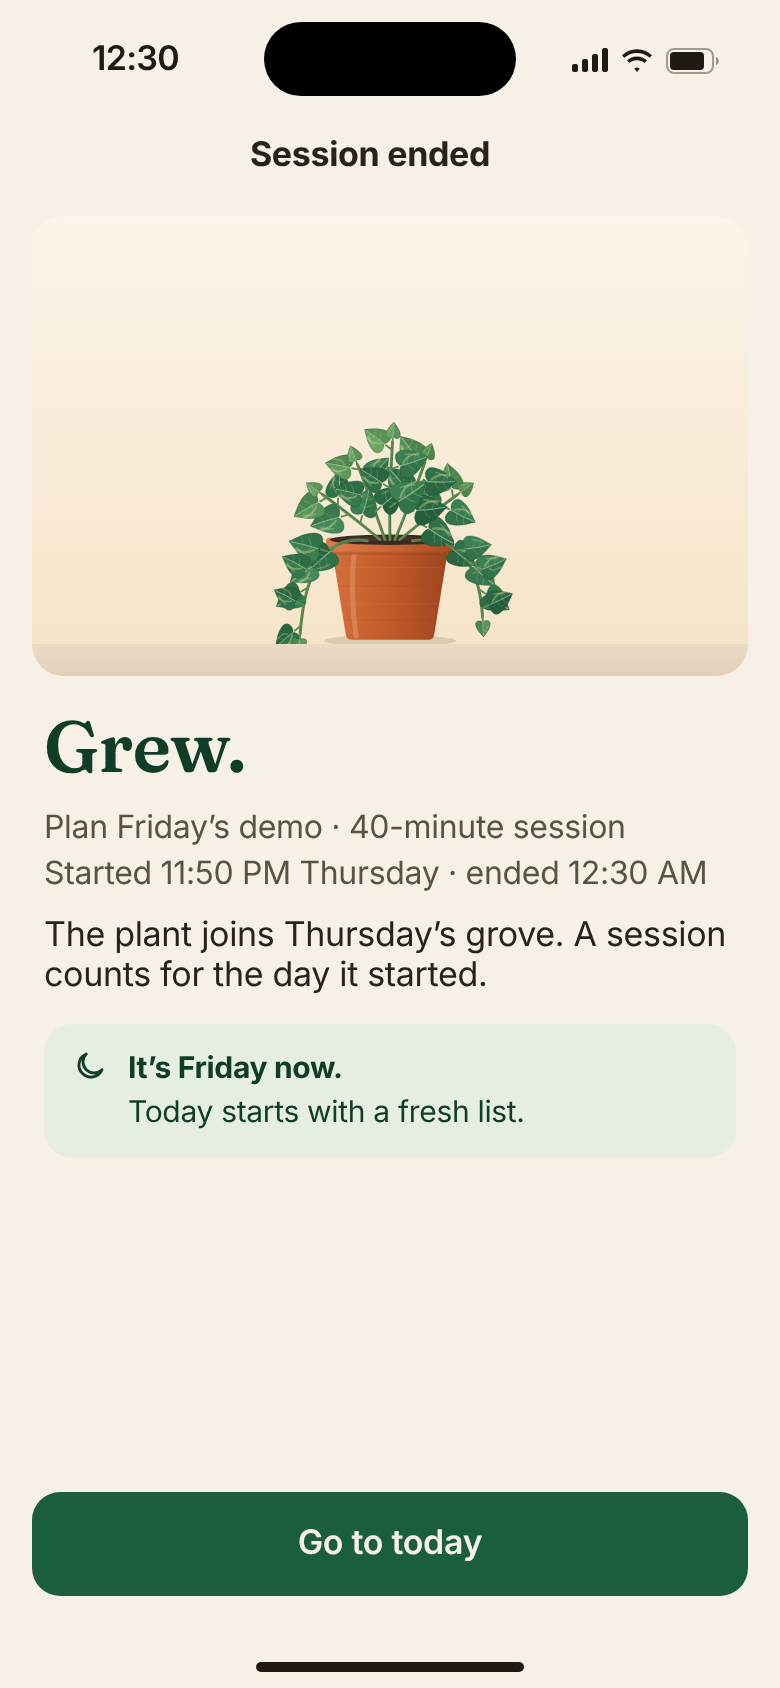 12:30
Session ended
Grew.
Plan Friday’s demo · 40-minute session
Started 11:50 PM Thursday · ended 12:30 AM
The plant joins Thursday’s grove. A session
counts for the day it started.
It’s Friday now.
Today starts with a fresh list.
Go to today